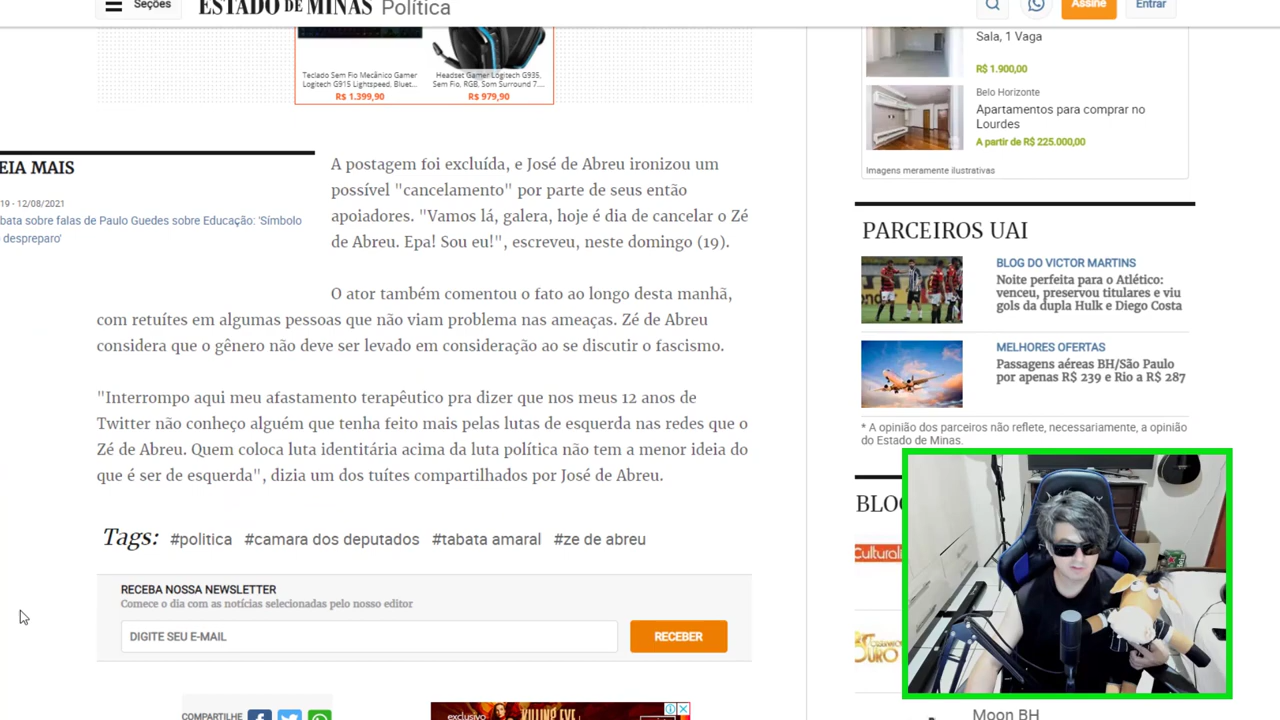 Seções
ESTADO DE MINAS Política
Assine
Entrar
Teclado Sem Fio Mecânico Gamer
Logitech G915 Lightspeed, Bluet...
R$ 1.399,90
Headset Gamer Logitech G935,
Sem Fio, RGB, Som Surround 7....
R$ 979,90
EIA MAIS
19 - 12/08/2021
bata sobre falas de Paulo Guedes sobre Educação: 'Símbolo
despreparo'
A postagem foi excluída, e José de Abreu ironizou um
possível "cancelamento" por parte de seus então
apoiadores. "Vamos lá, galera, hoje é dia de cancelar o Zé
de Abreu. Epa! Sou eu!", escreveu, neste domingo (19).
O ator também comentou o fato ao longo desta manhã,
com retuítes em algumas pessoas que não viam problema nas ameaças. Zé de Abreu
considera que o gênero não deve ser levado em consideração ao se discutir o fascismo.
"Interrompo aqui meu afastamento terapêutico pra dizer que nos meus 12 anos de
Twitter não conheço alguém que tenha feito mais pelas lutas de esquerda nas redes que o
Zé de Abreu. Quem coloca luta identitária acima da luta política não tem a menor ideia do
que é ser de esquerda", dizia um dos tuítes compartilhados por José de Abreu.
Tags: #politica #camara dos deputados #tabata amaral #ze de abreu
RECEBA NOSSA NEWSLETTER
Comece o dia com as notícias selecionadas pelo nosso editor
DIGITE SEU E-MAIL
RECEBER
COMPARTILHE
exclusivo
KILLING EVE
Sala, 1 Vaga
R$ 1.900,00
Belo Horizonte
Apartamentos para comprar no
Lourdes
A partir de R$ 225.000,00
Imagens meramente ilustrativas
PARCEIROS UAI
BLOG DO VICTOR MARTINS
Noite perfeita para o Atlético:
venceu, preservou titulares e viu
gols da dupla Hulk e Diego Costa
MELHORES OFERTAS
Passagens aéreas BH/São Paulo
por apenas R$ 239 e Rio a R$ 287
* A opinião dos parceiros não reflete, necessariamente, a opinião
do Estado de Minas.
BLOG
Culturali
Moon BH